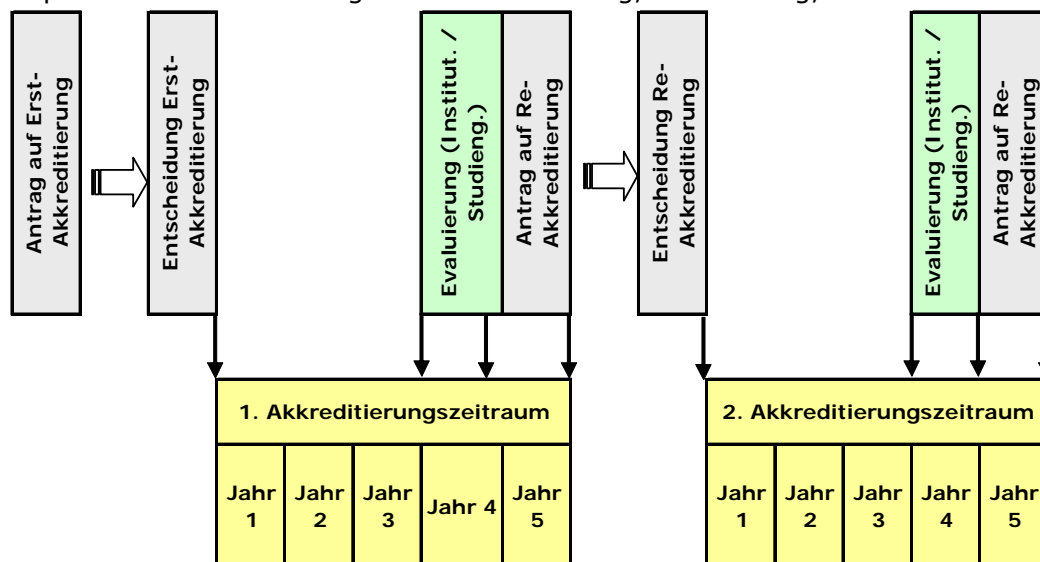 Antrag auf Erst-
Akkreditierung
Entscheidung Erst-
Akkreditierung
Evaluierung (Institut. /
Studieng.)
Antrag auf Re-
Akkreditierung
Entscheidung Re-
Akkreditierung
Evaluierung (Institut. /
Studieng.)
Antrag auf Re-
Akkreditierung
1. Akkreditierungszeitraum
2. Akkreditierungszeitraum
Jahr
1
Jahr
2
Jahr
3
Jahr 4
Jahr
5
Jahr
1
Jahr
2
Jahr
3
Jahr
4
Jahr
5